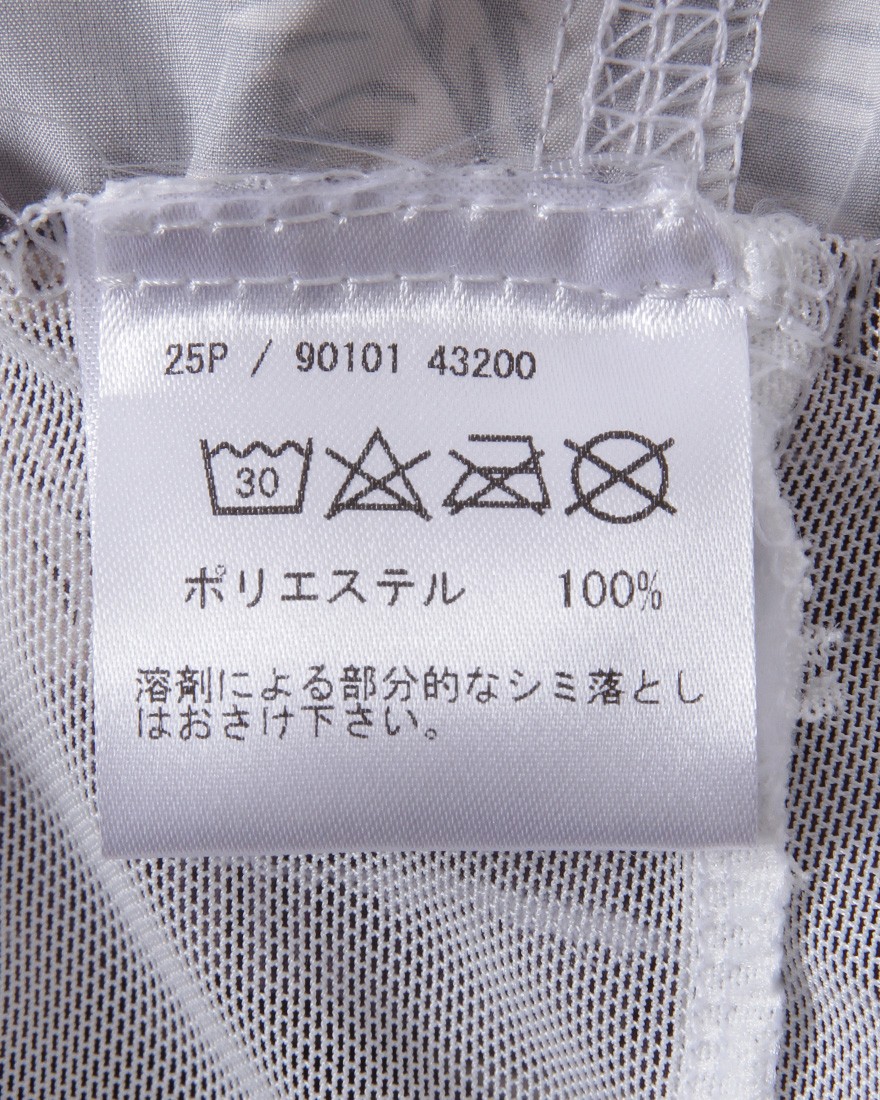 25P / 90101 43200
30
ポリエステル 100%
溶剤による部分的なシミ落とし
はおさけ下さい。